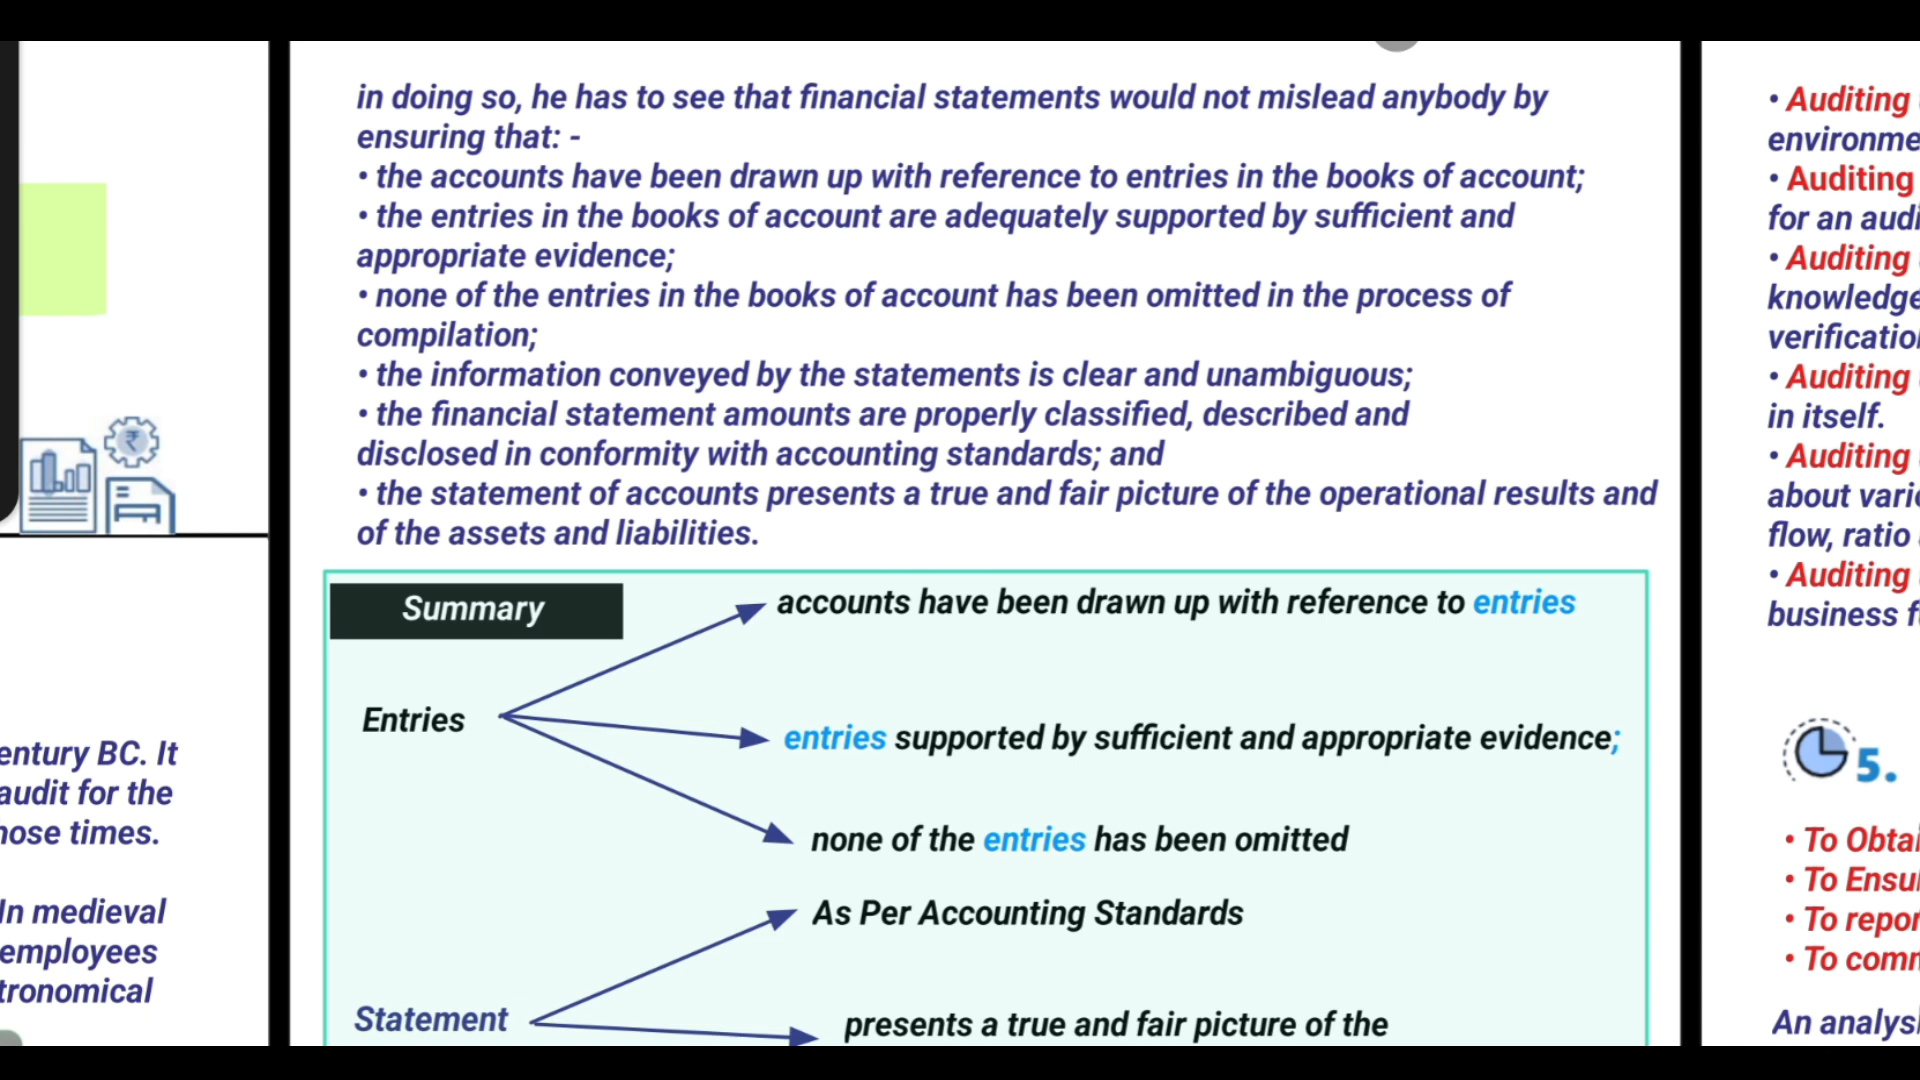 entury BC. It
audit for the
hose times.
In medieval
employees
tronomical
in doing so, he has to see that financial statements would not mislead anybody by
ensuring that: -
• the accounts have been drawn up with reference to entries in the books of account;
• the entries in the books of account are adequately supported by sufficient and
appropriate evidence;
• none of the entries in the books of account has been omitted in the process of
compilation;
• the information conveyed by the statements is clear and unambiguous;
• the financial statement amounts are properly classified, described and
disclosed in conformity with accounting standards; and
• the statement of accounts presents a true and fair picture of the operational results and
of the assets and liabilities.
Summary
accounts have been drawn up with reference to entries
Entries
entries supported by sufficient and appropriate evidence;
none of the entries has been omitted
As Per Accounting Standards
Statement
presents a true and fair picture of the
• Auditing
environme
• Auditing
for an audi
• Auditing
knowledge
verification
• Auditing
in itself.
• Auditing
about vario
flow, ratio
• Auditing
business f
5.
• To Obtai
• To Ensu
• To repor
• To comm
An analys